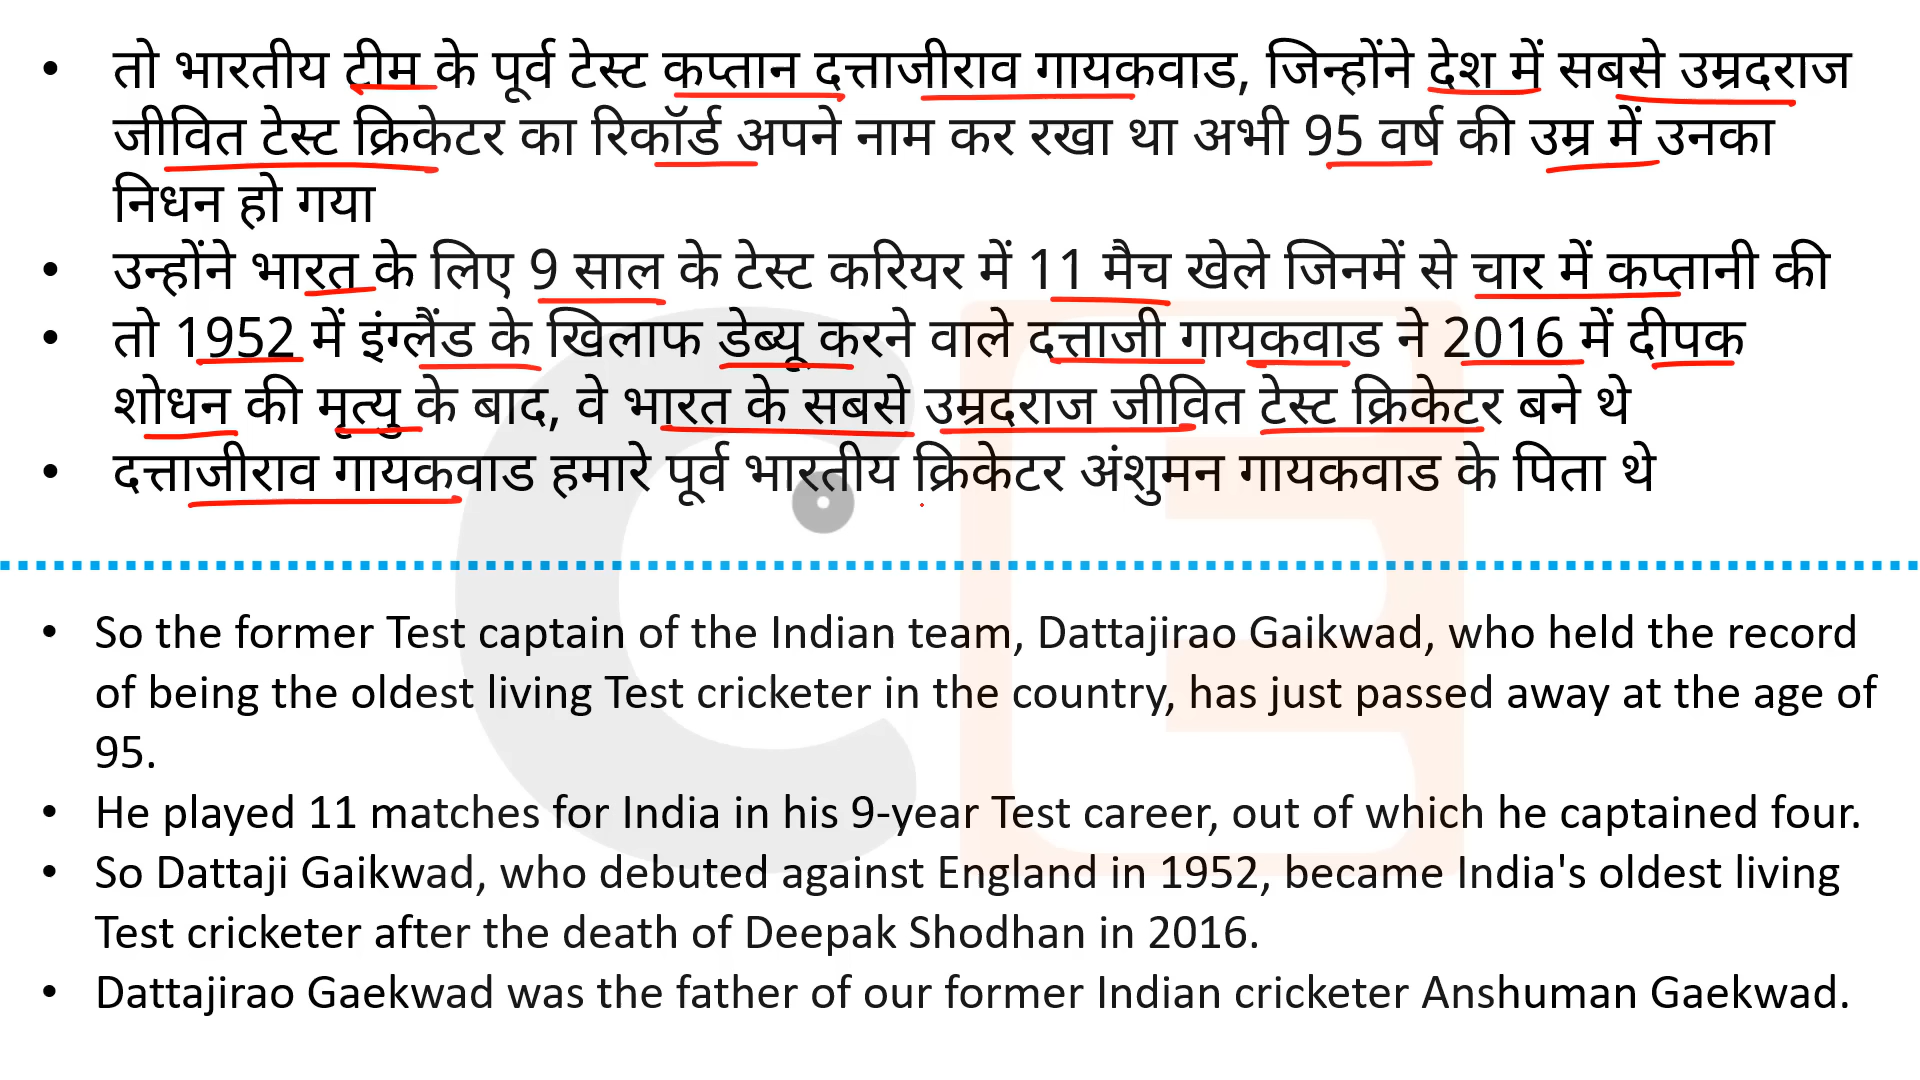 • तो भारतीय टीम के पूर्व टेस्ट कप्तान दत्ताजीराव गायकवाड, जिन्होंने देश में सबसे उम्रदराज
जीवित टेस्ट क्रिकेटर का रिकॉर्ड अपने नाम कर रखा था अभी 95 वर्ष की उम्र में उनका
निधन हो गया
• उन्होंने भारत के लिए 9 साल के टेस्ट करियर में 11 मैच खेले जिनमें से चार में कप्तानी की
• तो 1952 में इंग्लैंड के खिलाफ डेब्यू करने वाले दत्ताजी गायकवाड ने 2016 में दीपक
शोधन की मृत्यु के बाद, वे भारत के सबसे उम्रदराज जीवित टेस्ट क्रिकेटर बने थे
• दत्ताजीराव गायकवाड हमारे पूर्व भारतीय क्रिकेटर अंशुमन गायकवाड के पिता थे
• So the former Test captain of the Indian team, Dattajirao Gaikwad, who held the record
of being the oldest living Test cricketer in the country, has just passed away at the age of
95.
• He played 11 matches for India in his 9-year Test career, out of which he captained four.
• So Dattaji Gaikwad, who debuted against England in 1952, became India's oldest living
Test cricketer after the death of Deepak Shodhan in 2016.
• Dattajirao Gaekwad was the father of our former Indian cricketer Anshuman Gaekwad.